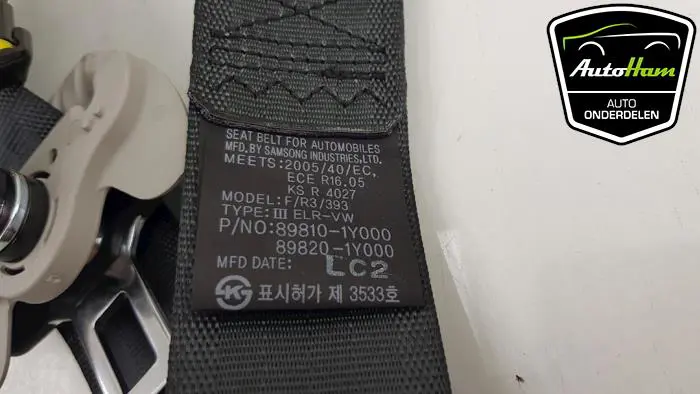 SEAT BELT FOR AUTOMOBILES
MFD.BY SAMSONG INDUSTRIES,LTD.
MEETS:2005/40/EC,
ECE R16.05
KS R 4027
MODEL:F/R3/393
TYPE:III ELR-VW
P/NO:89810-1Y000
89820-1Y000
MFD DATE: LC2
표시허가 제 3533호
AutoHam
AUTO
ONDERDELEN